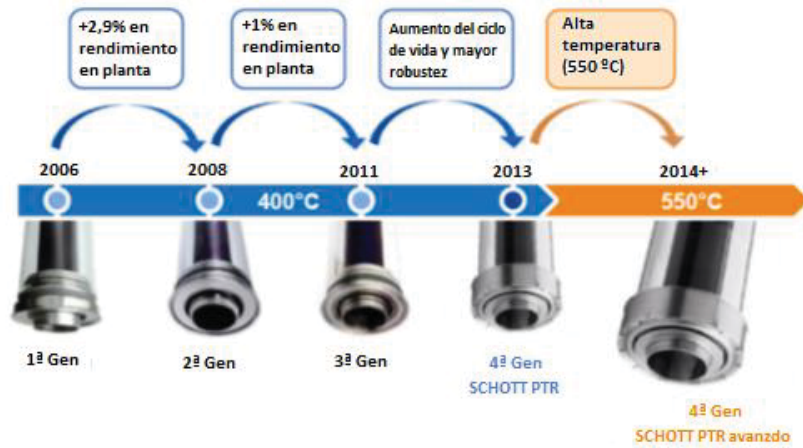 +2,9% en
rendimiento
en planta
+1% en
rendimiento
en planta
Aumento del ciclo
de vida y mayor
robustez
Alta
temperatura
(550 ºC)
2006
2008
2011
2013
2014+
400°C
550°C
1ª Gen
2ª Gen
3ª Gen
4ª Gen
SCHOTT PTR
4ª Gen
SCHOTT PTR avanzdo